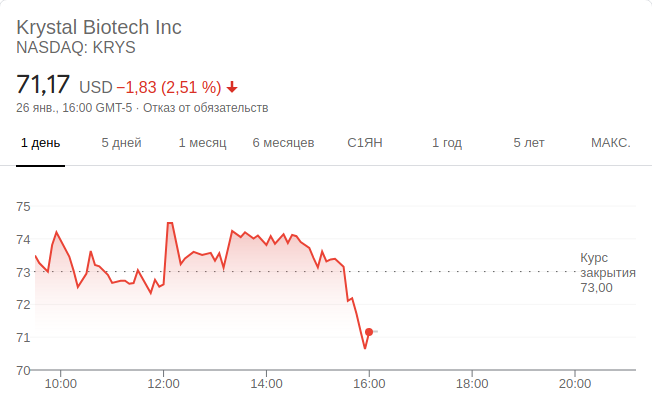 Krystal Biotech Inc
NASDAQ: KRYS
71,17 USD −1,83 (2,51 %)
26 янв., 16:00 GMT-5 · Отказ от обязательств
1 день 5 дней 1 месяц 6 месяцев С1ЯН 1 год 5 лет МАКС.
75
74
73
72
71
70
Курс
закрытия
73,00
10:00 12:00 14:00 16:00 18:00 20:00